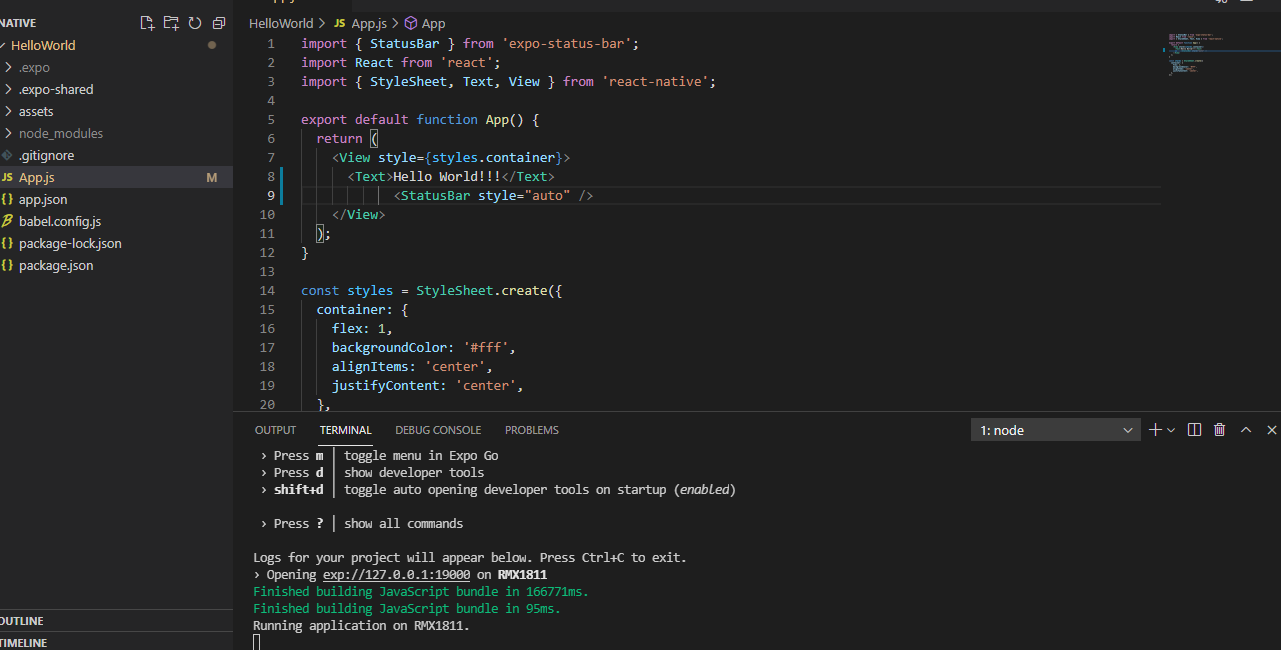 NATIVE
HelloWorld
.expo
.expo-shared
assets
node_modules
.gitignore
JS App.js M
{} app.json
babel.config.js
{} package-lock.json
{} package.json
OUTLINE
TIMELINE
HelloWorld > JS App.js > App
1 import { StatusBar } from 'expo-status-bar';
2 import React from 'react';
3 import { StyleSheet, Text, View } from 'react-native';
4
5 export default function App() {
6 return (
7 <View style={styles.container}>
8 <Text>Hello World!!!</Text>
9 <StatusBar style="auto" />
10 </View>
11 );
12 }
13
14 const styles = StyleSheet.create({
15 container: {
16 flex: 1,
17 backgroundColor: '#fff',
18 alignItems: 'center',
19 justifyContent: 'center',
20 },
OUTPUT TERMINAL DEBUG CONSOLE PROBLEMS 1: node
› Press m │ toggle menu in Expo Go
› Press d │ show developer tools
› shift+d │ toggle auto opening developer tools on startup (enabled)
› Press ? │ show all commands
Logs for your project will appear below. Press Ctrl+C to exit.
› Opening exp://127.0.0.1:19000 on RMX1811
Finished building JavaScript bundle in 166771ms.
Finished building JavaScript bundle in 95ms.
Running application on RMX1811.